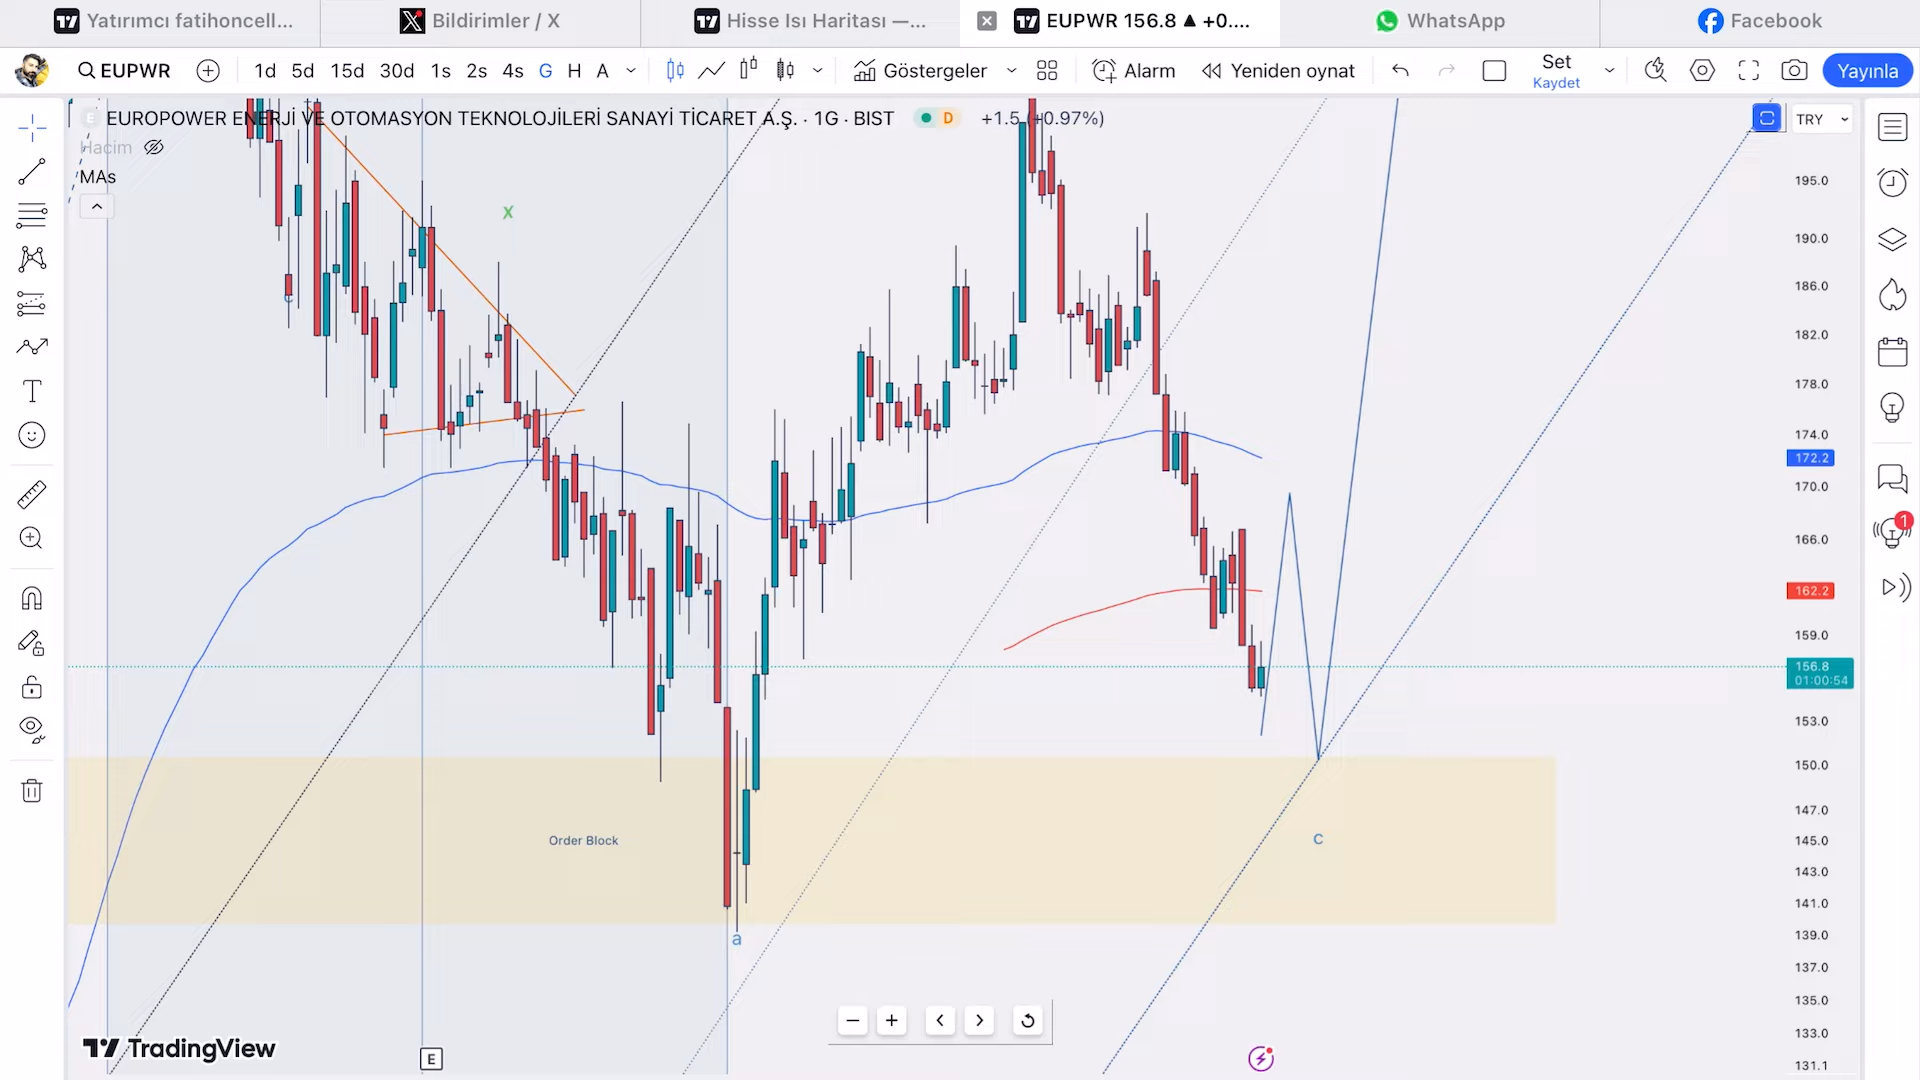 Yatırımcı fatihoncell...
Bildirimler / X
Hisse Isı Haritası —...
EUPWR 156.8 ▲ +0....
WhatsApp
Facebook
EUPWR
1d 5d 15d 30d 1s 2s 4s G H A
Göstergeler
Alarm
Yeniden oynat
Set
Kaydet
Yayınla
EUROPOWER ENERJİ VE OTOMASYON TEKNOLOJİLERİ SANAYİ TİCARET A.Ş. · 1G · BIST
D
+1.5 (+0.97%)
TRY
Hacim
MAs
195.0
X
190.0
186.0
c
182.0
178.0
174.0
172.2
170.0
1
166.0
162.2
159.0
156.8
01:00:54
153.0
150.0
147.0
Order Block
C
145.0
143.0
141.0
a
139.0
137.0
135.0
133.0
TradingView
E
131.1